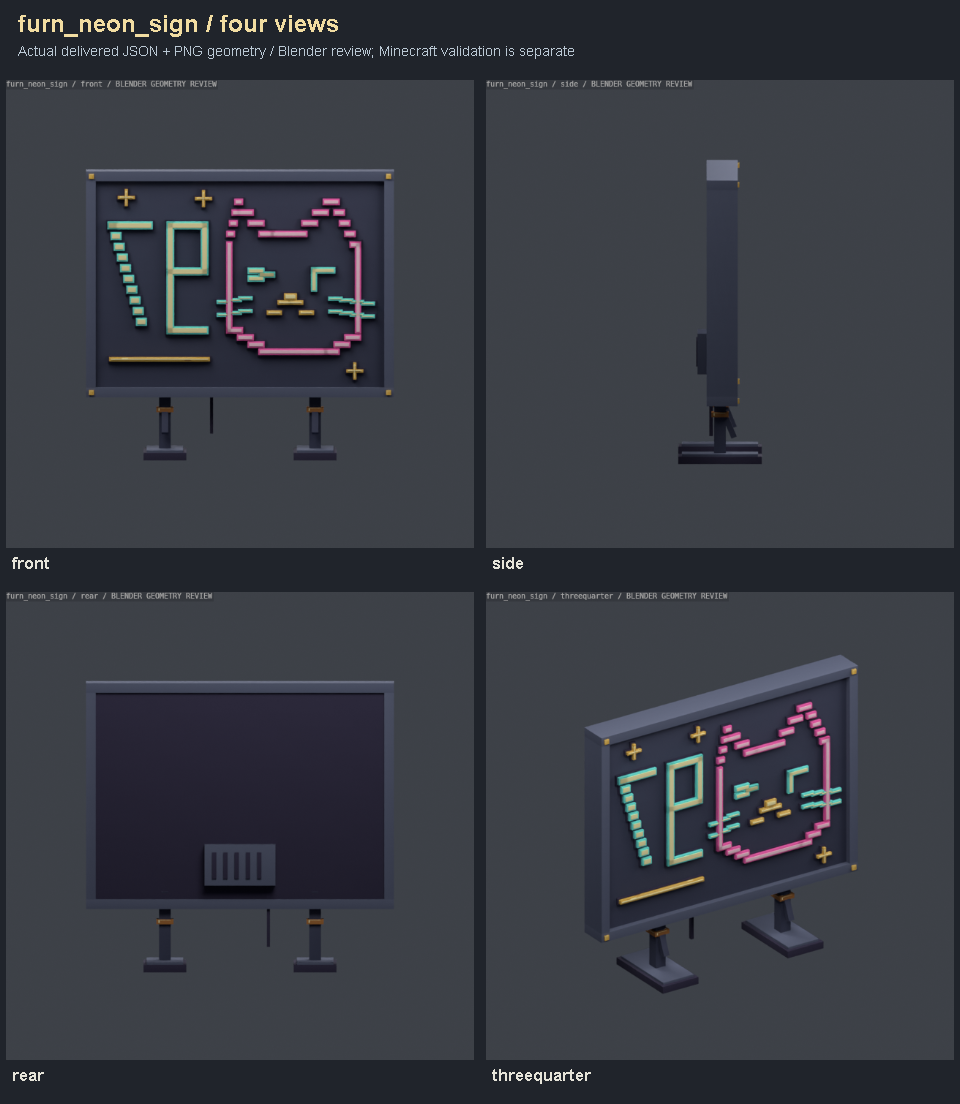 furn_neon_sign / four views
Actual delivered JSON + PNG geometry / Blender review; Minecraft validation is separate
furn_neon_sign / front / BLENDER GEOMETRY REVIEW
furn_neon_sign / side / BLENDER GEOMETRY REVIEW
front
side
furn_neon_sign / rear / BLENDER GEOMETRY REVIEW
furn_neon_sign / threequarter / BLENDER GEOMETRY REVIEW
rear
threequarter